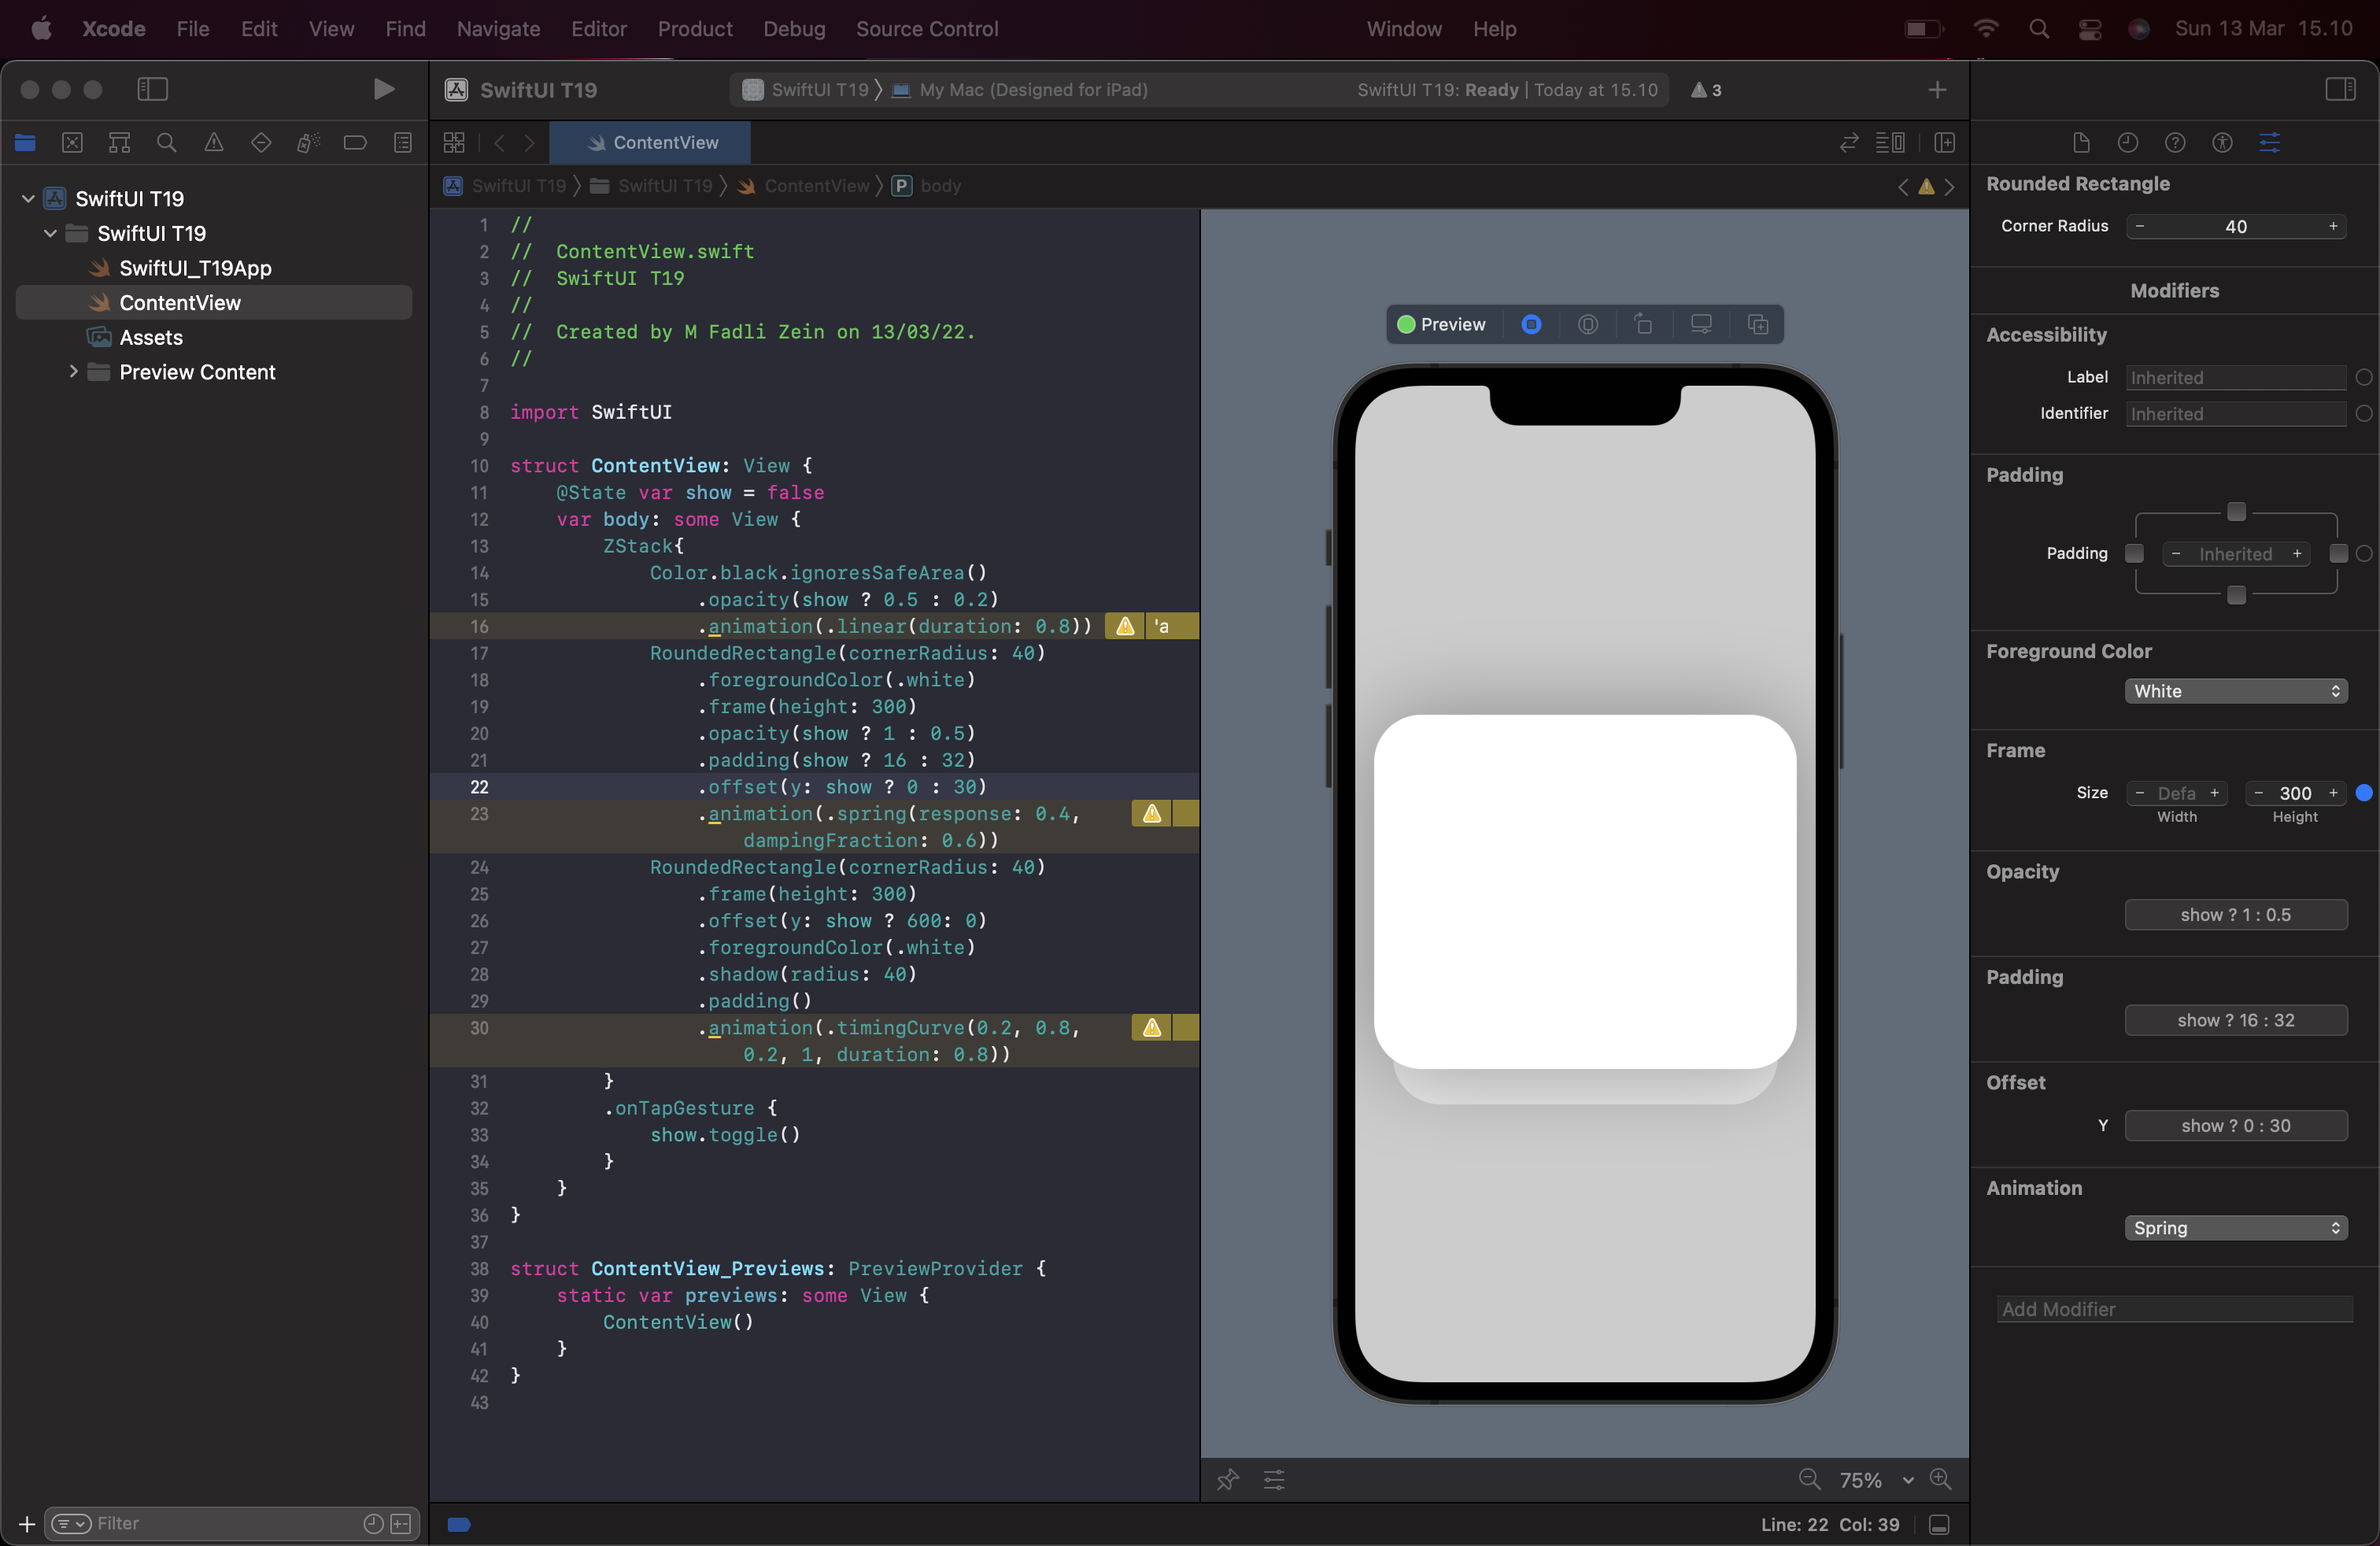 Xcode File Edit View Find Navigate Editor Product Debug Source Control Window Help Sun 13 Mar 15.10
SwiftUI T19
SwiftUI T19 My Mac (Designed for iPad)
SwiftUI T19: Ready | Today at 15.10
3
ContentView
SwiftUI T19 SwiftUI T19 ContentView P body
SwiftUI T19
SwiftUI T19
SwiftUI_T19App
ContentView
Assets
Preview Content
Filter
1 //
2 //  ContentView.swift
3 //  SwiftUI T19
4 //
5 //  Created by M Fadli Zein on 13/03/22.
6 //
7
8 import SwiftUI
9
10 struct ContentView: View {
11     @State var show = false
12     var body: some View {
13         ZStack{
14             Color.black.ignoresSafeArea()
15                 .opacity(show ? 0.5 : 0.2)
16                 .animation(.linear(duration: 0.8)) 'a
17             RoundedRectangle(cornerRadius: 40)
18                 .foregroundColor(.white)
19                 .frame(height: 300)
20                 .opacity(show ? 1 : 0.5)
21                 .padding(show ? 16 : 32)
22                 .offset(y: show ? 0 : 30)
23                 .animation(.spring(response: 0.4,
                    dampingFraction: 0.6))
24             RoundedRectangle(cornerRadius: 40)
25                 .frame(height: 300)
26                 .offset(y: show ? 600: 0)
27                 .foregroundColor(.white)
28                 .shadow(radius: 40)
29                 .padding()
30                 .animation(.timingCurve(0.2, 0.8,
                    0.2, 1, duration: 0.8))
31         }
32         .onTapGesture {
33             show.toggle()
34         }
35     }
36 }
37
38 struct ContentView_Previews: PreviewProvider {
39     static var previews: some View {
40         ContentView()
41     }
42 }
43
Preview
75%
Line: 22 Col: 39
Rounded Rectangle
Corner Radius - 40 +
Modifiers
Accessibility
Label Inherited
Identifier Inherited
Padding
Padding - Inherited +
Foreground Color
White
Frame
Size - Defa + - 300 +
Width Height
Opacity
show ? 1 : 0.5
Padding
show ? 16 : 32
Offset
Y show ? 0 : 30
Animation
Spring
Add Modifier